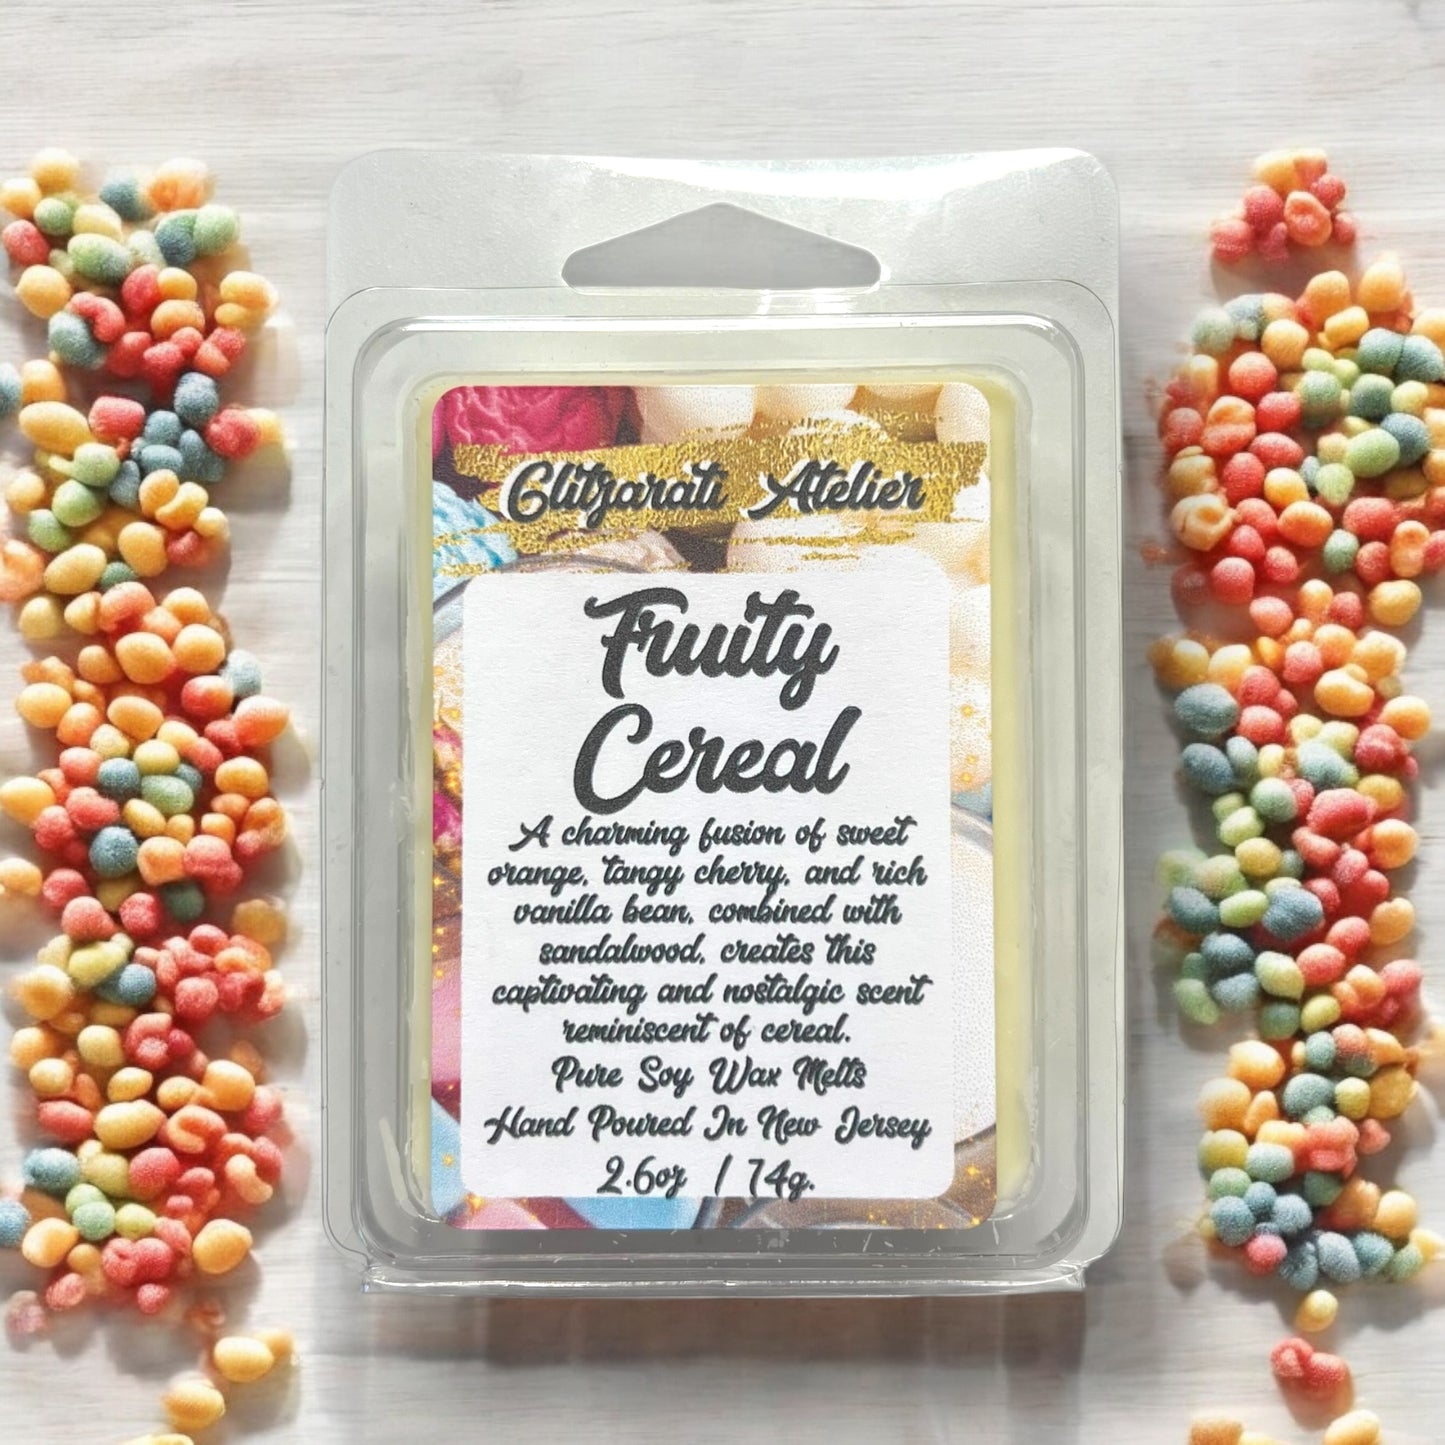 Glitzarati Atelier
Fruity
Cereal
A charming fusion of sweet
orange, tangy cherry, and rich
vanilla bean, combined with
sandalwood, creates this
captivating and nostalgic scent
reminiscent of cereal.
Pure Soy Wax Melts
Hand Poured In New Jersey
2.6oz / 74g.